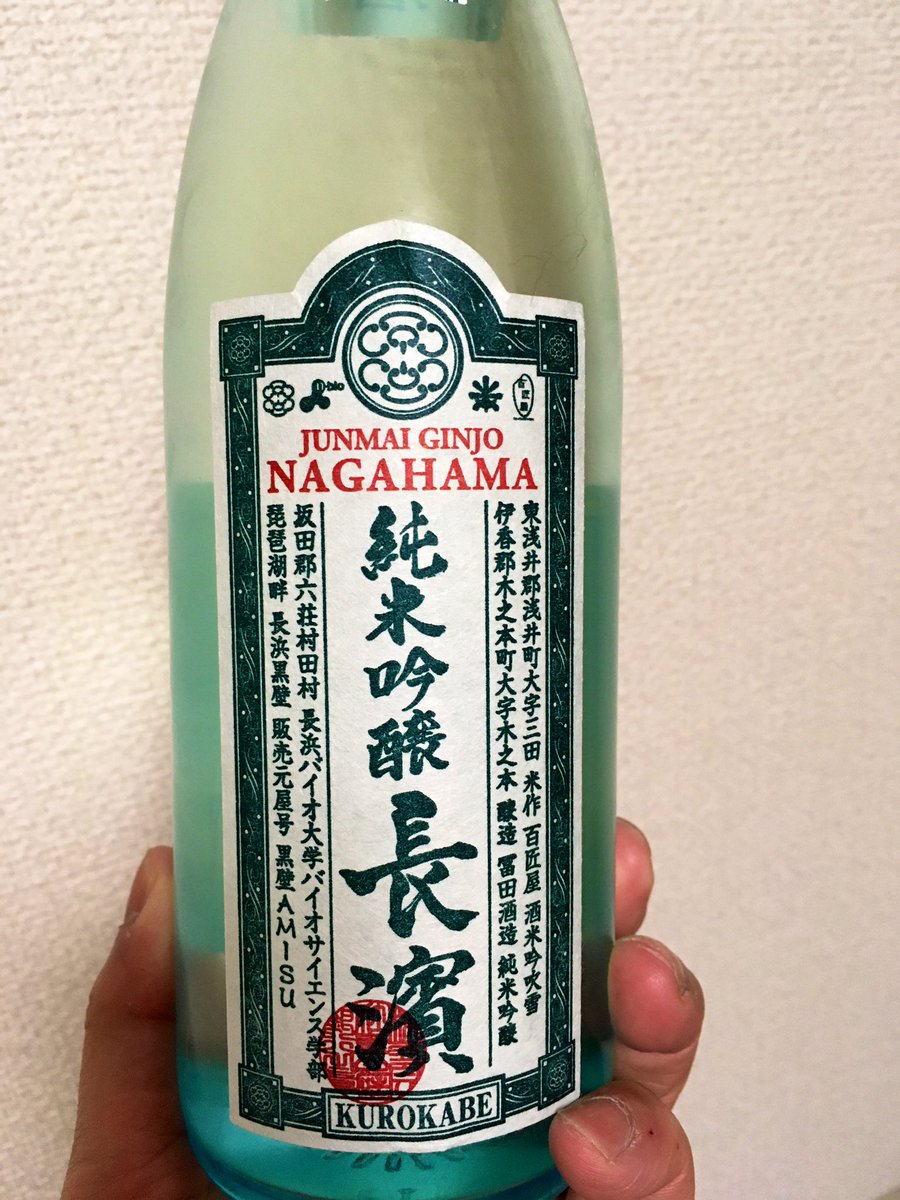 bio
百匠屋
JUNMAI GINJO
NAGAHAMA
東浅井郡浅井町大字三田 米作 百匠屋 酒米吟吹雪
伊香郡木之本町大字木之本 醸造 冨田酒造 純米吟醸
純米吟醸 長濱
坂田郡六荘村田村 長浜バイオ大学バイオサイエンス学部
琵琶湖畔 長浜黒壁 販売元屋号 黒壁AMISU
KUROKABE